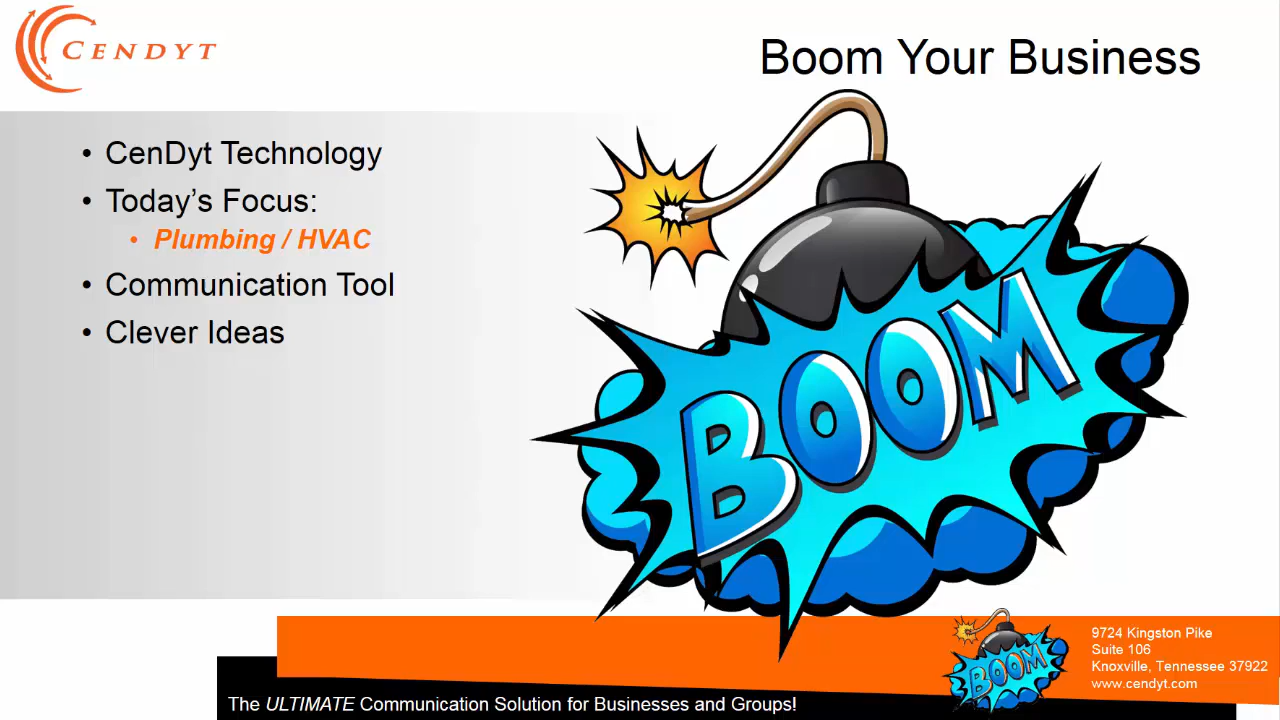 CENDYT
Boom Your Business
• CenDyt Technology
• Today’s Focus:
• Plumbing / HVAC
• Communication Tool
• Clever Ideas
BOOM
BOOM
9724 Kingston Pike
Suite 106
Knoxville, Tennessee 37922
www.cendyt.com
The ULTIMATE Communication Solution for Businesses and Groups!